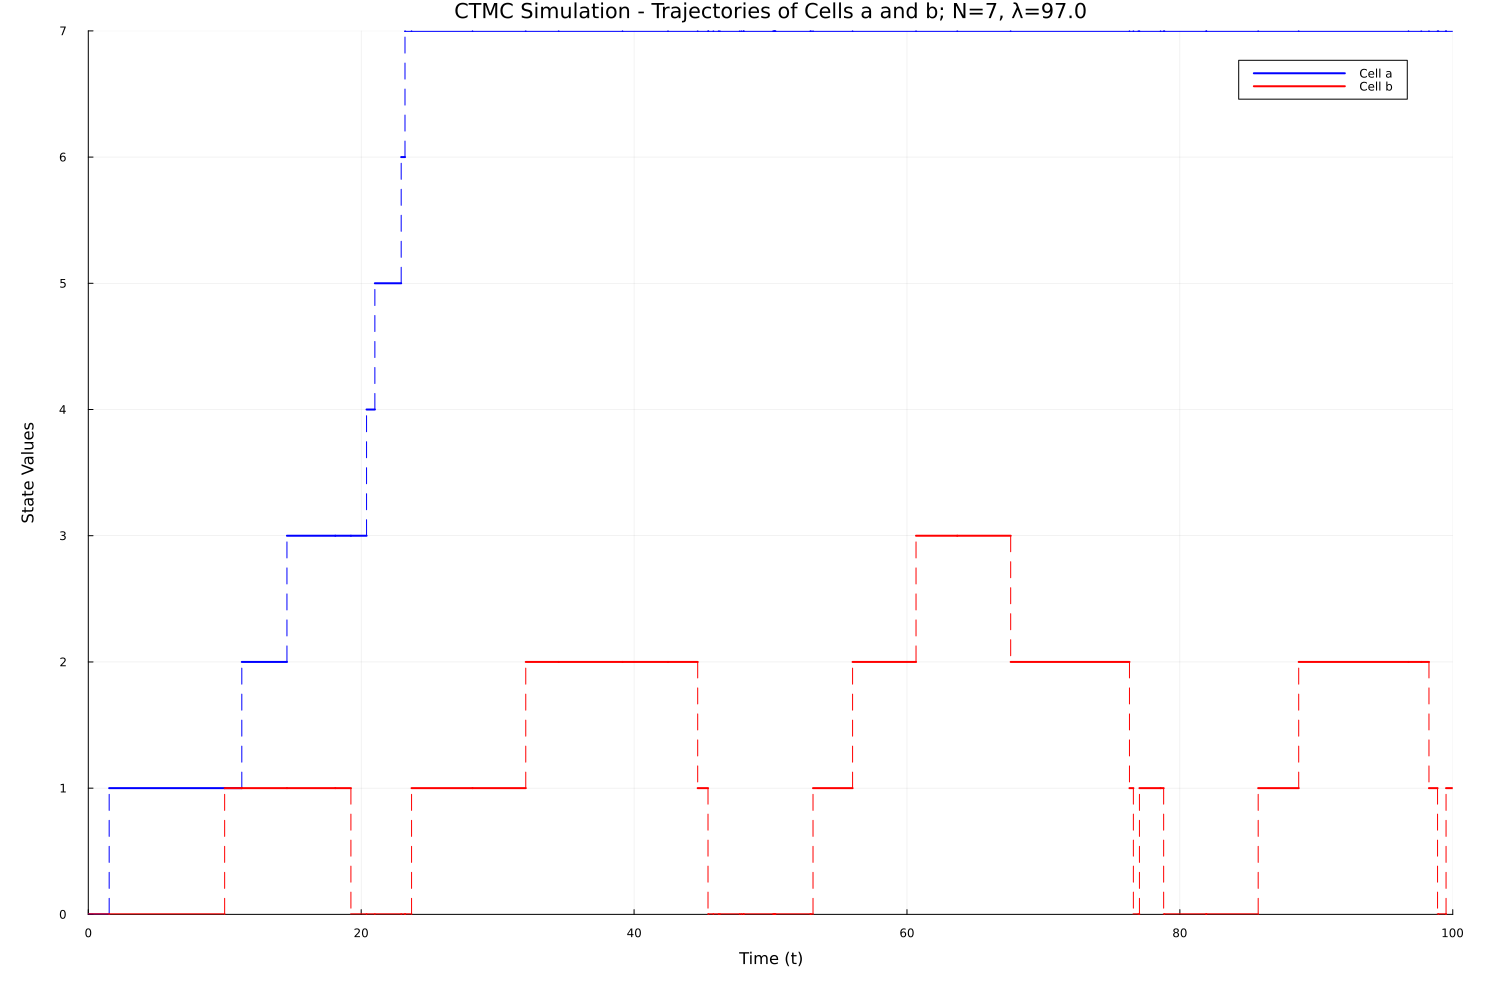 CTMC Simulation - Trajectories of Cells a and b; N=7, λ=97.0
7
Cell a
Cell b
6
5
4
State Values
3
2
1
0
0 20 40 60 80 100
Time (t)